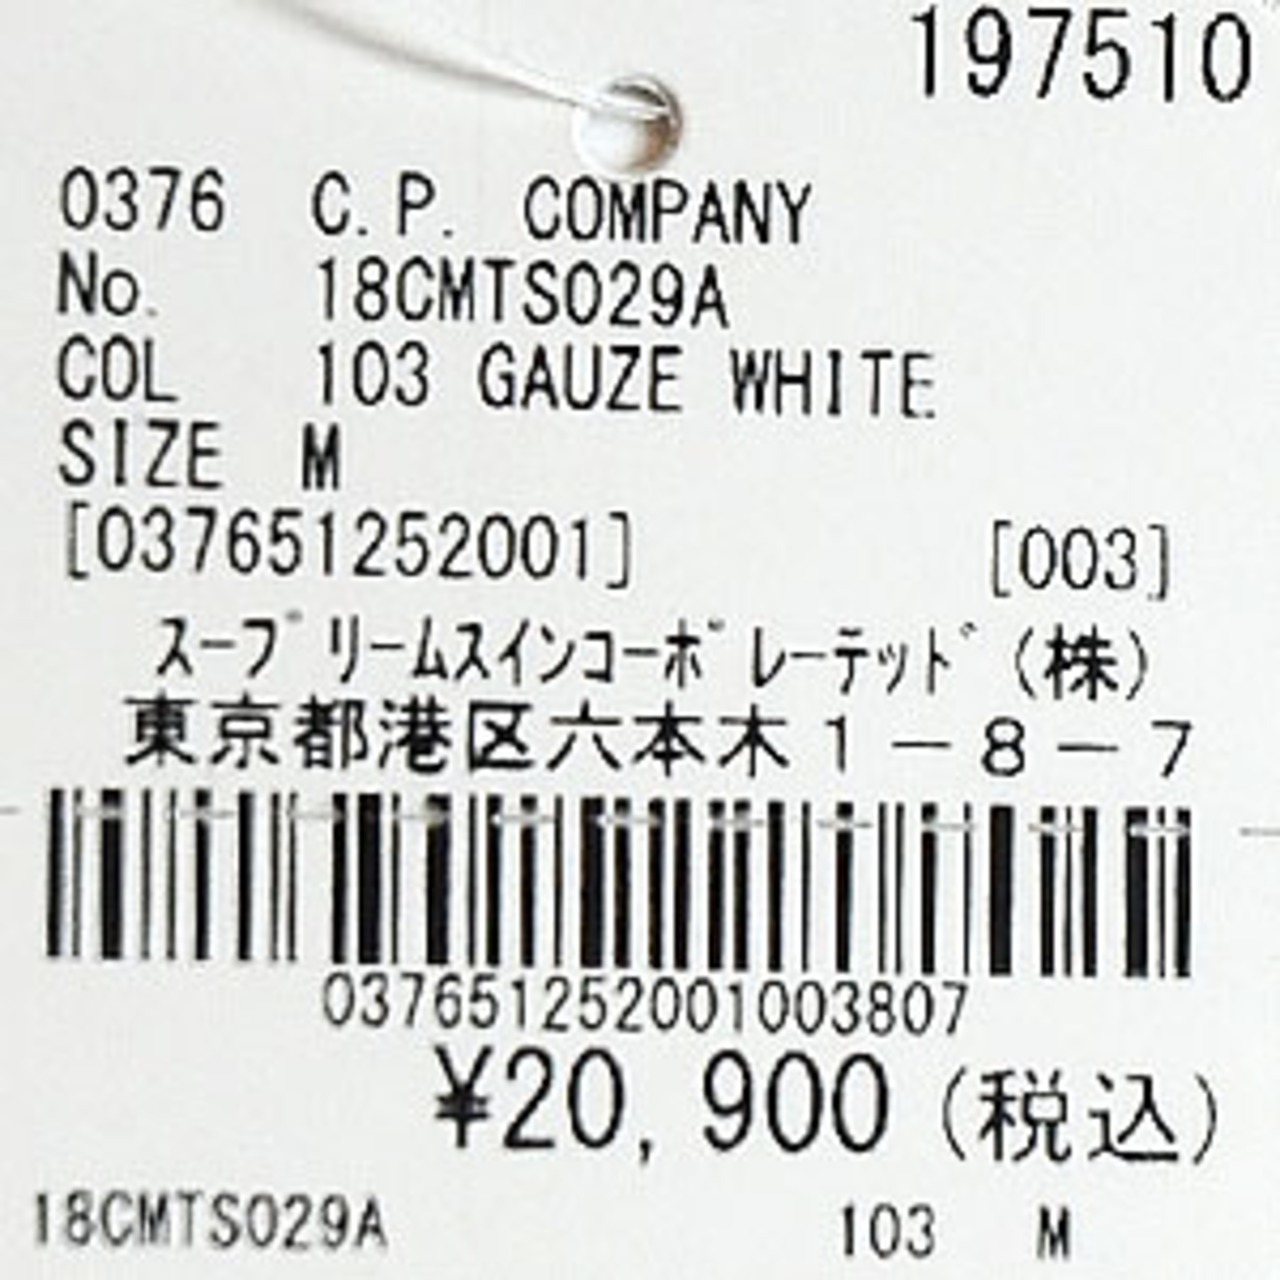 197510
0376 C.P. COMPANY
No. 18CMTS029A
COL 103 GAUZE WHITE
SIZE M
[037651252001] [003]
ｽｰﾌﾟﾘｰﾑｽｲﾝｺｰﾎﾟﾚｰﾃｯﾄﾞ(株)
東京都港区六本木1－8－7
037651252001003807
¥20,900(税込)
18CMTS029A 103 M